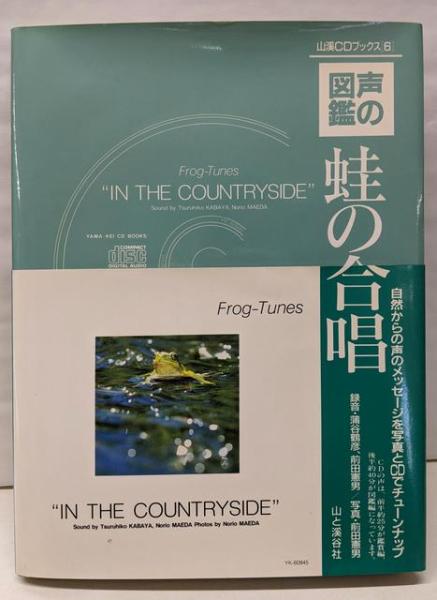 山溪CDブックス 6
声の
図鑑
蛙の合唱
Frog-Tunes
“IN THE COUNTRYSIDE”
Sound by Tsuruhiko KABAYA, Norio MAEDA
YAMA-KEI CD BOOKS
COMPACT
disc
DIGITAL AUDIO
Frog-Tunes
“IN THE COUNTRYSIDE”
Sound by Tsuruhiko KABAYA, Norio MAEDA Photos by Norio MAEDA
YK-60845
自然からの声のメッセージを写真とCDでチューンナップ
CDの声は、前半約25分が鑑賞編、
後半約40分が図鑑編になっています。
録音・蒲谷鶴彦、前田憲男／写真・前田憲男
山と溪谷社